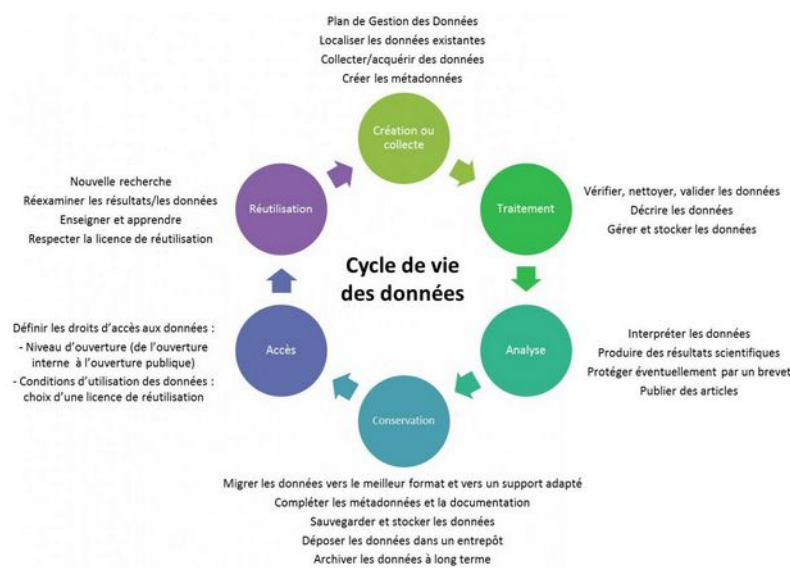 Plan de Gestion des Données
Localiser les données existantes
Collecter/acquérir des données
Créer les métadonnées
Création ou
collecte
Vérifier, nettoyer, valider les données
Décrire les données
Gérer et stocker les données
Traitement
Interpréter les données
Produire des résultats scientifiques
Protéger éventuellement par un brevet
Publier des articles
Analyse
Conservation
Migrer les données vers le meilleur format et vers un support adapté
Compléter les métadonnées et la documentation
Sauvegarder et stocker les données
Déposer les données dans un entrepôt
Archiver les données à long terme
Accès
Définir les droits d'accès aux données :
- Niveau d'ouverture (de l'ouverture
interne à l'ouverture publique)
- Conditions d'utilisation des données :
choix d'une licence de réutilisation
Réutilisation
Nouvelle recherche
Réexaminer les résultats/les données
Enseigner et apprendre
Respecter la licence de réutilisation
Cycle de vie
des données